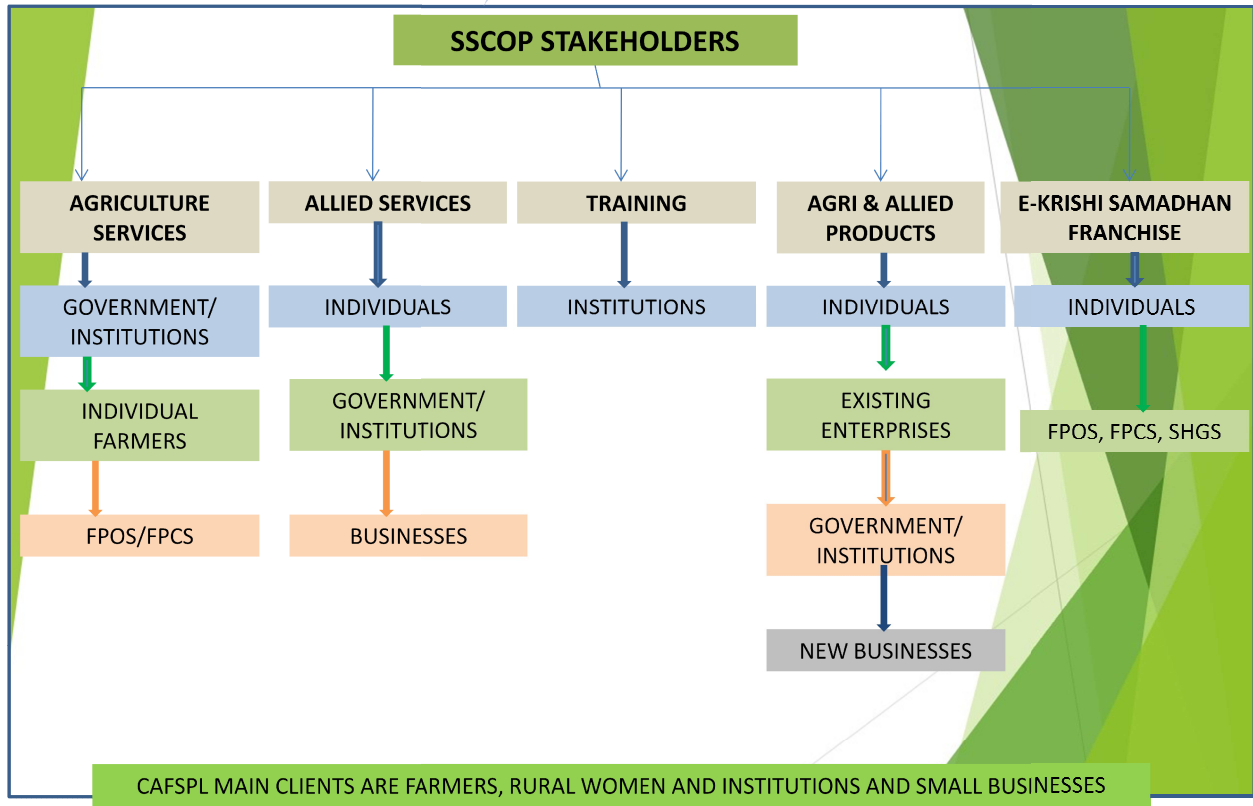 SSCOP STAKEHOLDERS
AGRICULTURE
SERVICES
GOVERNMENT/
INSTITUTIONS
INDIVIDUAL
FARMERS
FPOS/FPCS
ALLIED SERVICES
INDIVIDUALS
GOVERNMENT/
INSTITUTIONS
BUSINESSES
TRAINING
INSTITUTIONS
AGRI & ALLIED
PRODUCTS
INDIVIDUALS
EXISTING
ENTERPRISES
GOVERNMENT/
INSTITUTIONS
NEW BUSINESSES
E-KRISHI SAMADHAN
FRANCHISE
INDIVIDUALS
FPOS, FPCS, SHGS
CAFSPL MAIN CLIENTS ARE FARMERS, RURAL WOMEN AND INSTITUTIONS AND SMALL BUSINESSES